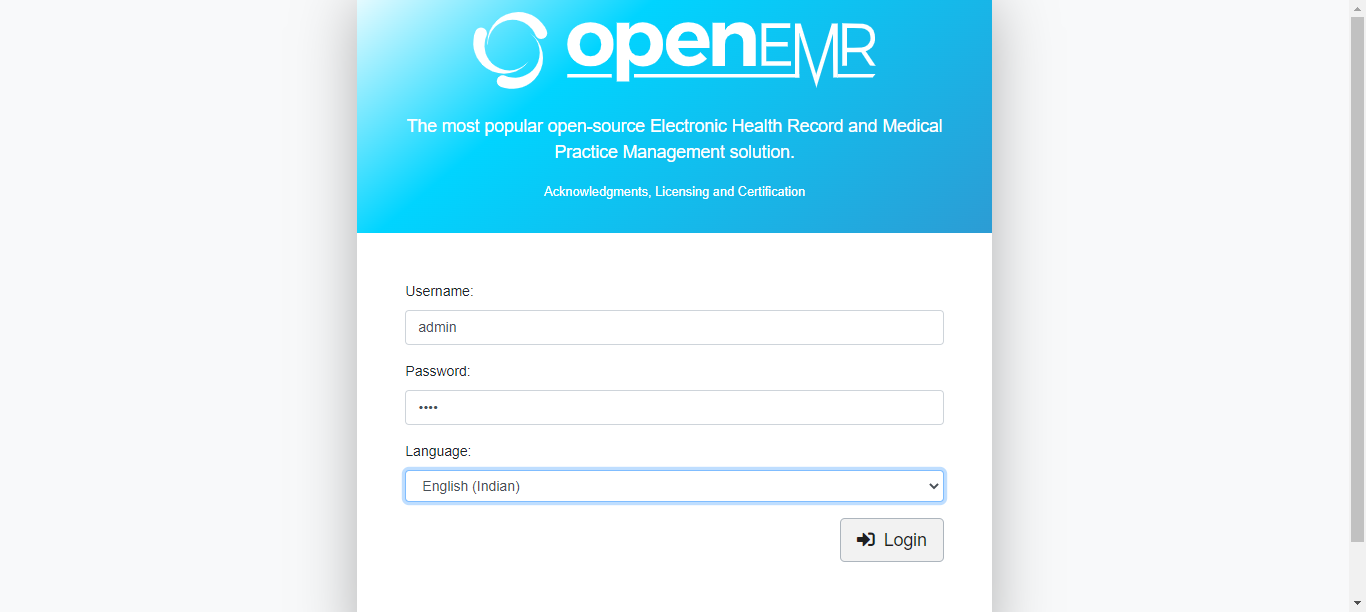 openEMR
The most popular open-source Electronic Health Record and Medical
Practice Management solution.
Acknowledgments, Licensing and Certification
Username:
admin
Password:
••••
Language:
English (Indian)
Login